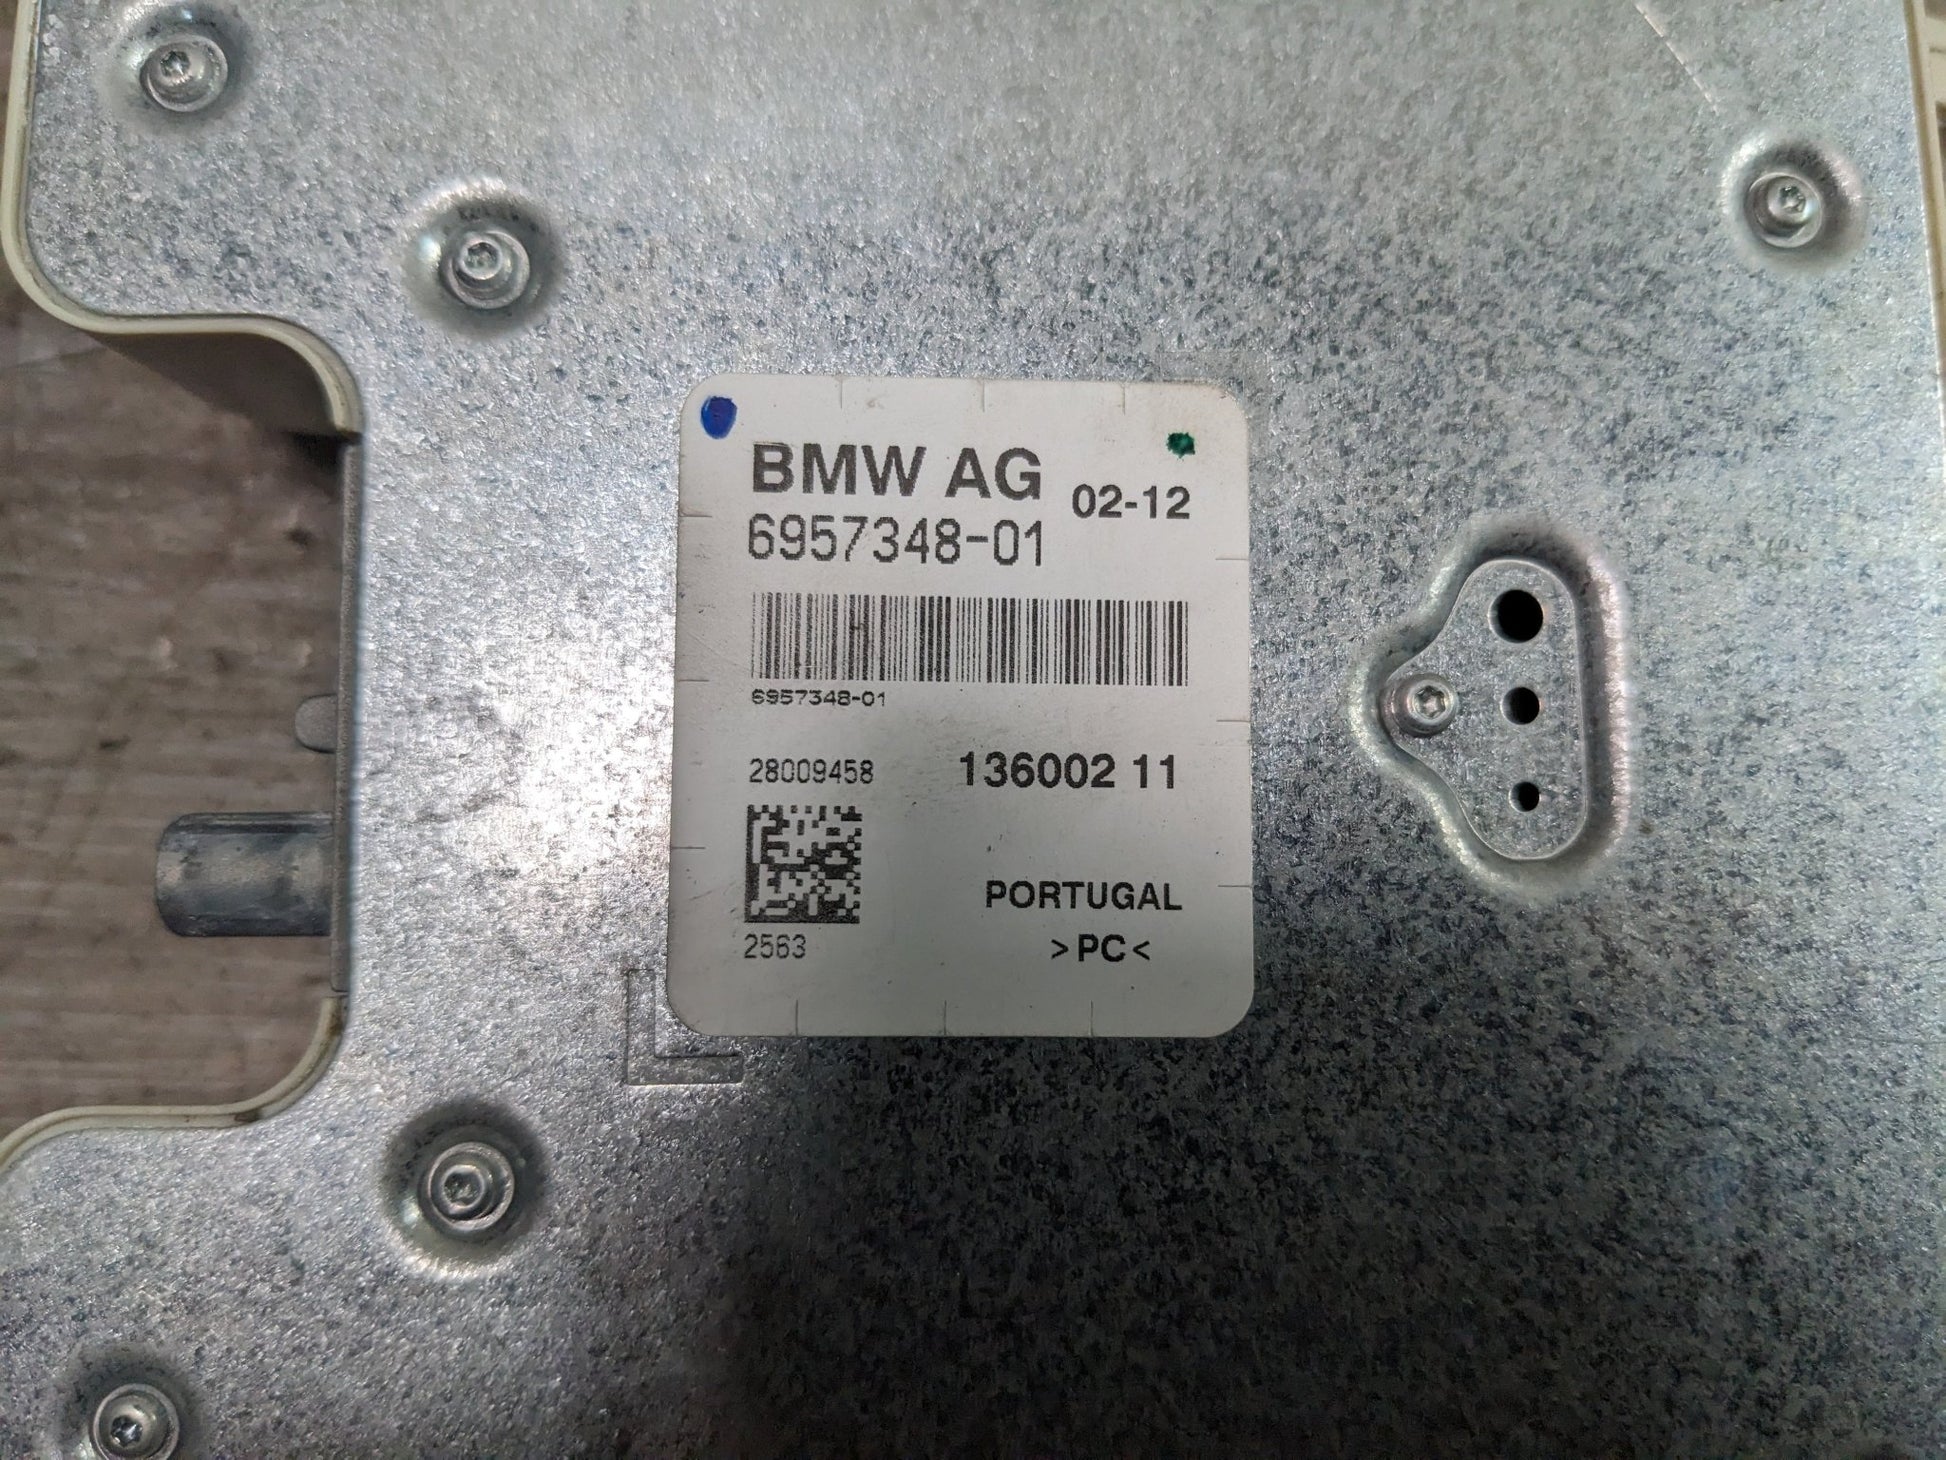 BMW AG 02-12
6957348-01
6957348-01
28009458 136002 11
PORTUGAL
2563 >PC<